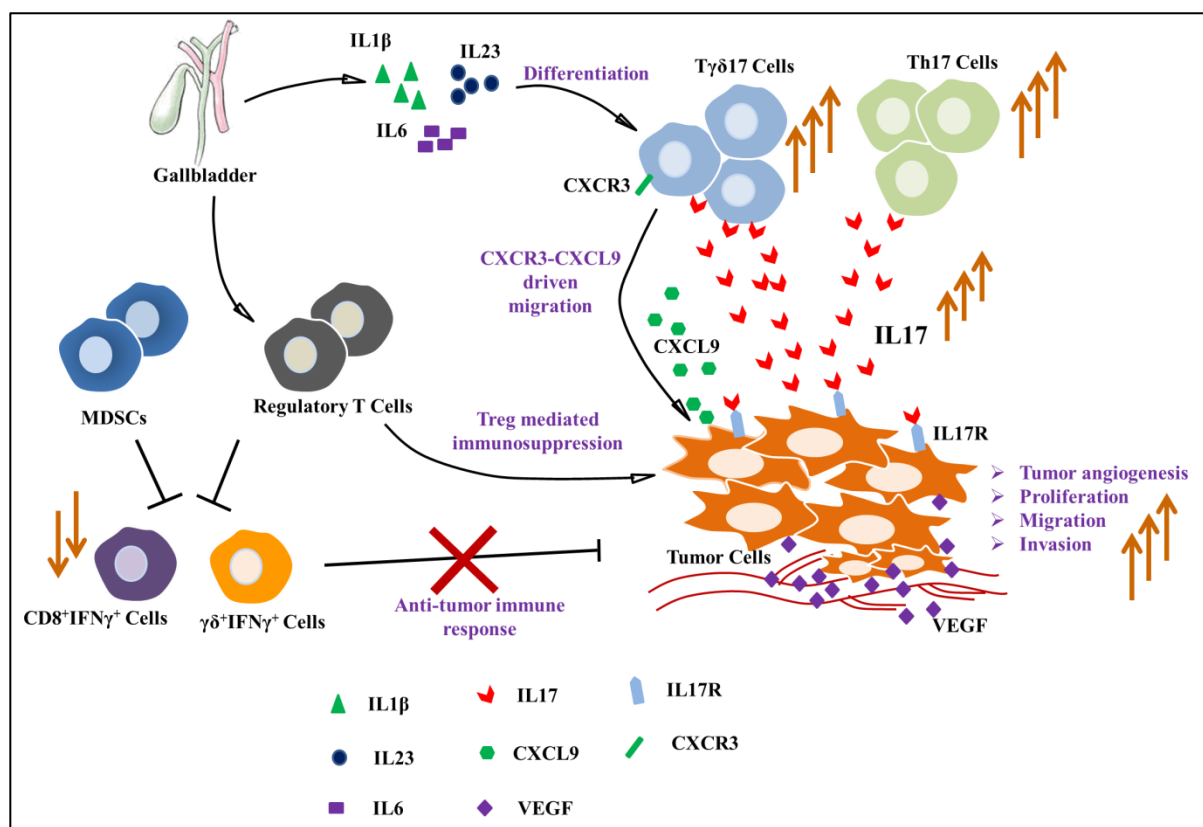 IL1β
IL23
IL6
Gallbladder
Differentiation
Tγδ17 Cells
Th17 Cells
CXCR3
CXCR3-CXCL9
driven
migration
CXCL9
IL17
MDSCs
Regulatory T Cells
Treg mediated
immunosuppression
IL17R
➢ Tumor angiogenesis
➢ Proliferation
➢ Migration
➢ Invasion
Tumor Cells
VEGF
CD8⁺IFNγ⁺ Cells
γδ⁺IFNγ⁺ Cells
Anti-tumor immune
response
IL1β
IL17
IL17R
IL23
CXCL9
CXCR3
IL6
VEGF